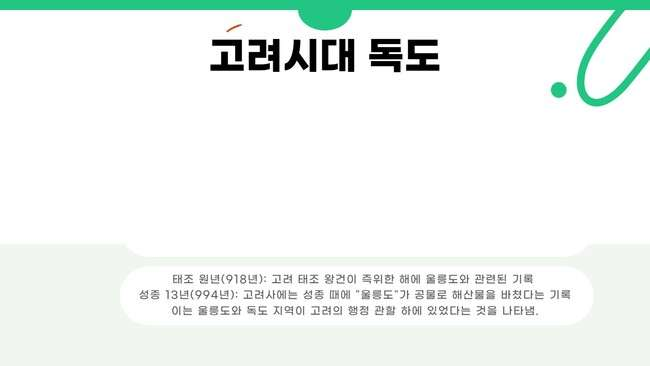 고려시대 독도
태조 원년(918년): 고려 태조 왕건이 즉위한 해에 울릉도와 관련된 기록
성종 13년(994년): 고려사에는 성종 때에 "울릉도"가 공물로 해산물을 바쳤다는 기록
이는 울릉도와 독도 지역이 고려의 행정 관할 하에 있었다는 것을 나타냄.